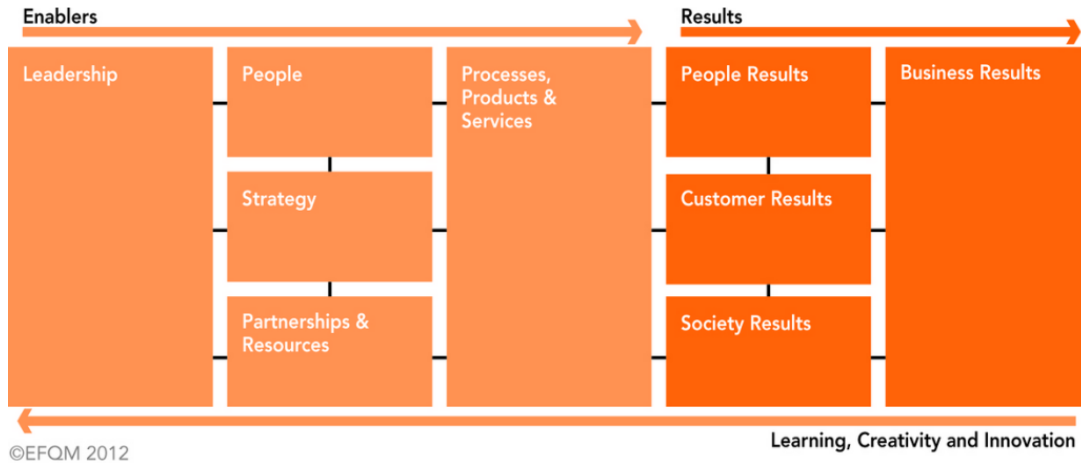 Enablers
Results
Leadership
People
Processes,
Products &
Services
People Results
Business Results
Strategy
Customer Results
Partnerships &
Resources
Society Results
Learning, Creativity and Innovation
©EFQM 2012